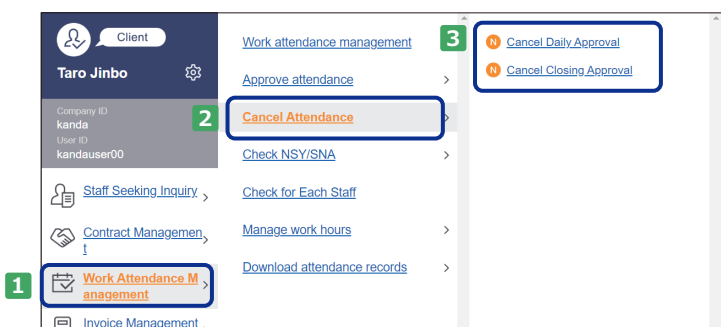 Client
Taro Jinbo
Company ID
kanda
User ID
kandauser00
Staff Seeking Inquiry
Contract Managemen
t
1
Work Attendance M
anagement
Invoice Management
Work attendance management
Approve attendance
2
Cancel Attendance
Check NSY/SNA
Check for Each Staff
Manage work hours
Download attendance records
3
N Cancel Daily Approval
N Cancel Closing Approval